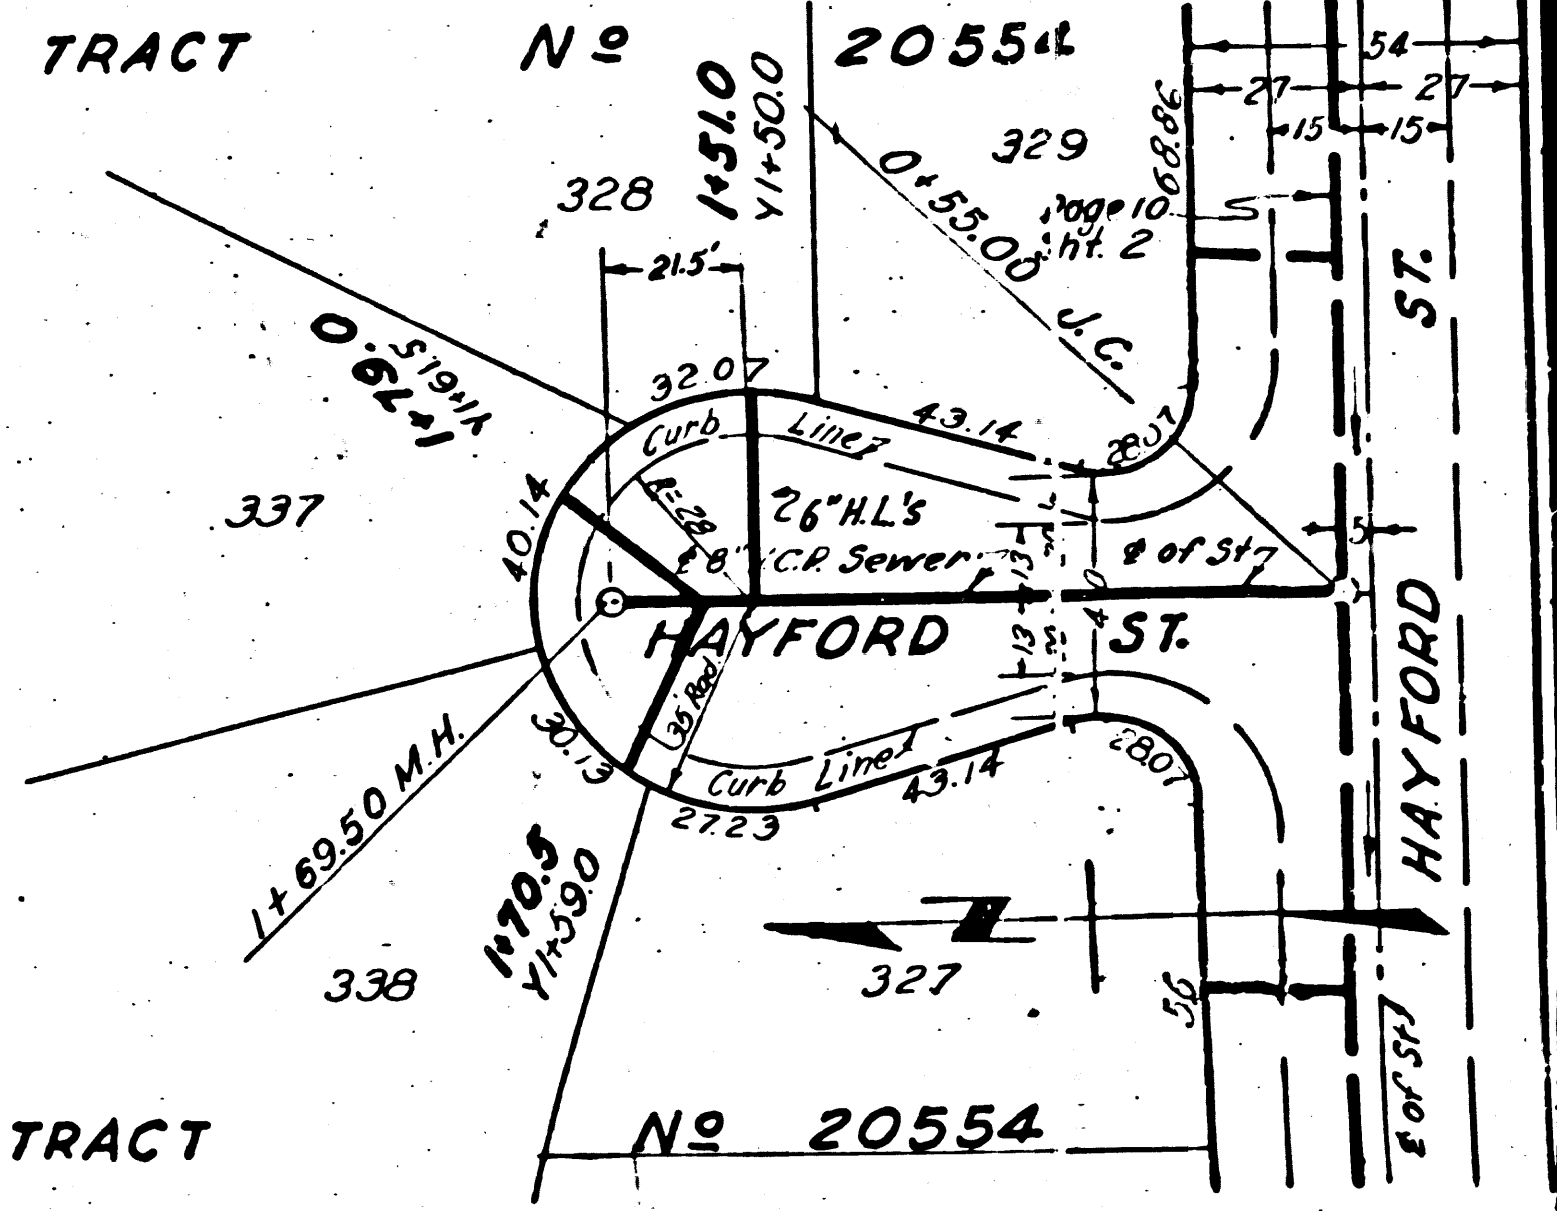 TRACT Nº 20554
54
27 27
15 15
68.86
1+51.0
Y1+50.0
329
328
0+55.00 J.C.
Page 10
ht. 2
21.5'
ST.
1+79.0
Y1+61.5
32.07
43.14
28.07
Curb Line
337
40.14
R=28
6" H.L's
8" C.P. Sewer
℄ of St
13
13
40
5
HAYFORD ST.
HAYFORD
35 Rad
30.13
Curb Line
43.14
28.07
27.23
1+69.50 M.H.
1+70.5
Y1+59.0
338
327
56
℄ of St
TRACT Nº 20554